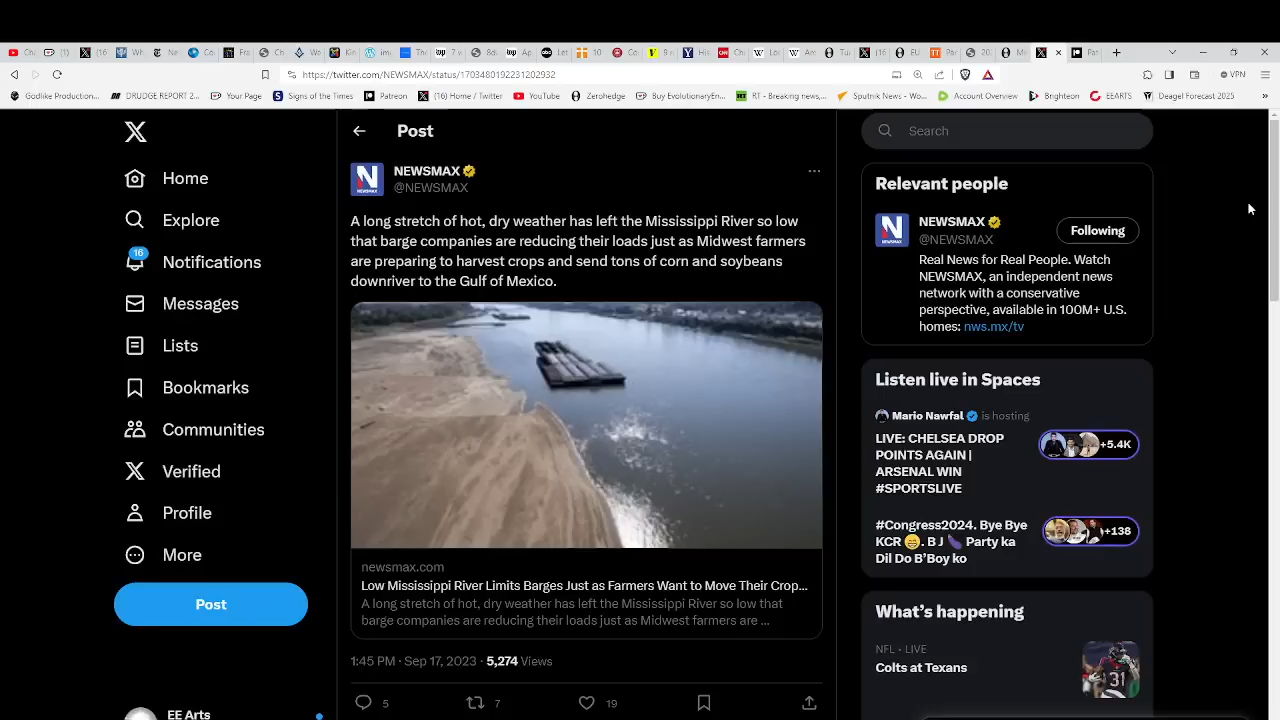 https://twitter.com/NEWSMAX/status/1703480192231202932
VPN
Godlike Production...
DRUDGE REPORT 2...
Your Page
Signs of the Times
Patreon
(16) Home / Twitter
YouTube
Zerohedge
Buy EvolutionaryEn...
RT - Breaking news,...
Sputnik News - Wo...
Account Overview
Brighteon
EEARTS
Deagel Forecast 2025
Home
Explore
16
Notifications
Messages
Lists
Bookmarks
Communities
Verified
Profile
More
Post
EE Arts
Post
NEWSMAX
@NEWSMAX
A long stretch of hot, dry weather has left the Mississippi River so low
that barge companies are reducing their loads just as Midwest farmers
are preparing to harvest crops and send tons of corn and soybeans
downriver to the Gulf of Mexico.
newsmax.com
Low Mississippi River Limits Barges Just as Farmers Want to Move Their Crop...
A long stretch of hot, dry weather has left the Mississippi River so low that
barge companies are reducing their loads just as Midwest farmers are ...
1:45 PM · Sep 17, 2023 · 5,274 Views
5
7
19
Search
Relevant people
NEWSMAX
@NEWSMAX
Following
Real News for Real People. Watch
NEWSMAX, an independent news
network with a conservative
perspective, available in 100M+ U.S.
homes: nws.mx/tv
Listen live in Spaces
Mario Nawfal is hosting
LIVE: CHELSEA DROP
POINTS AGAIN |
ARSENAL WIN
#SPORTSLIVE
+5.4K
#Congress2024. Bye Bye
KCR 😁. B J 🍆 Party ka
Dil Do B'Boy ko
+138
What's happening
NFL · LIVE
Colts at Texans